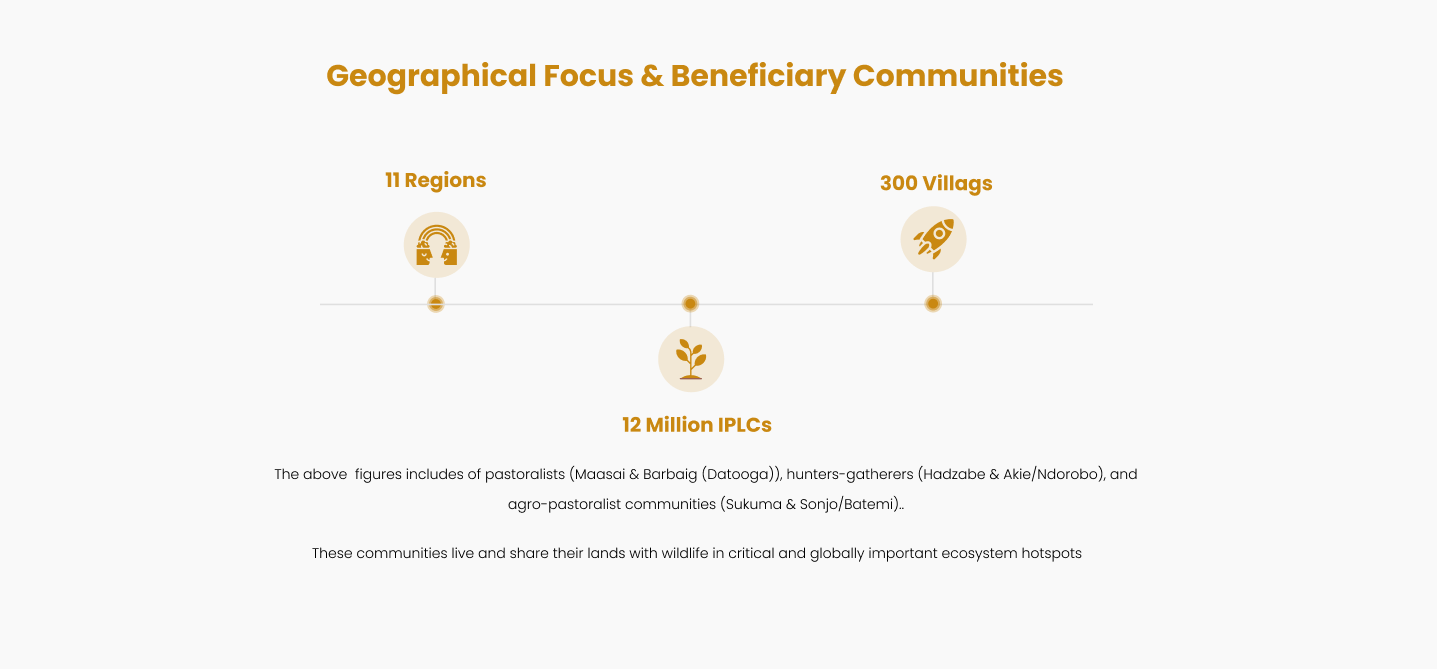 Geographical Focus & Beneficiary Communities
11 Regions
300 Villags
12 Million IPLCs
The above  figures includes of pastoralists (Maasai & Barbaig (Datooga)), hunters-gatherers (Hadzabe & Akie/Ndorobo), and
agro-pastoralist communities (Sukuma & Sonjo/Batemi)..
These communities live and share their lands with wildlife in critical and globally important ecosystem hotspots